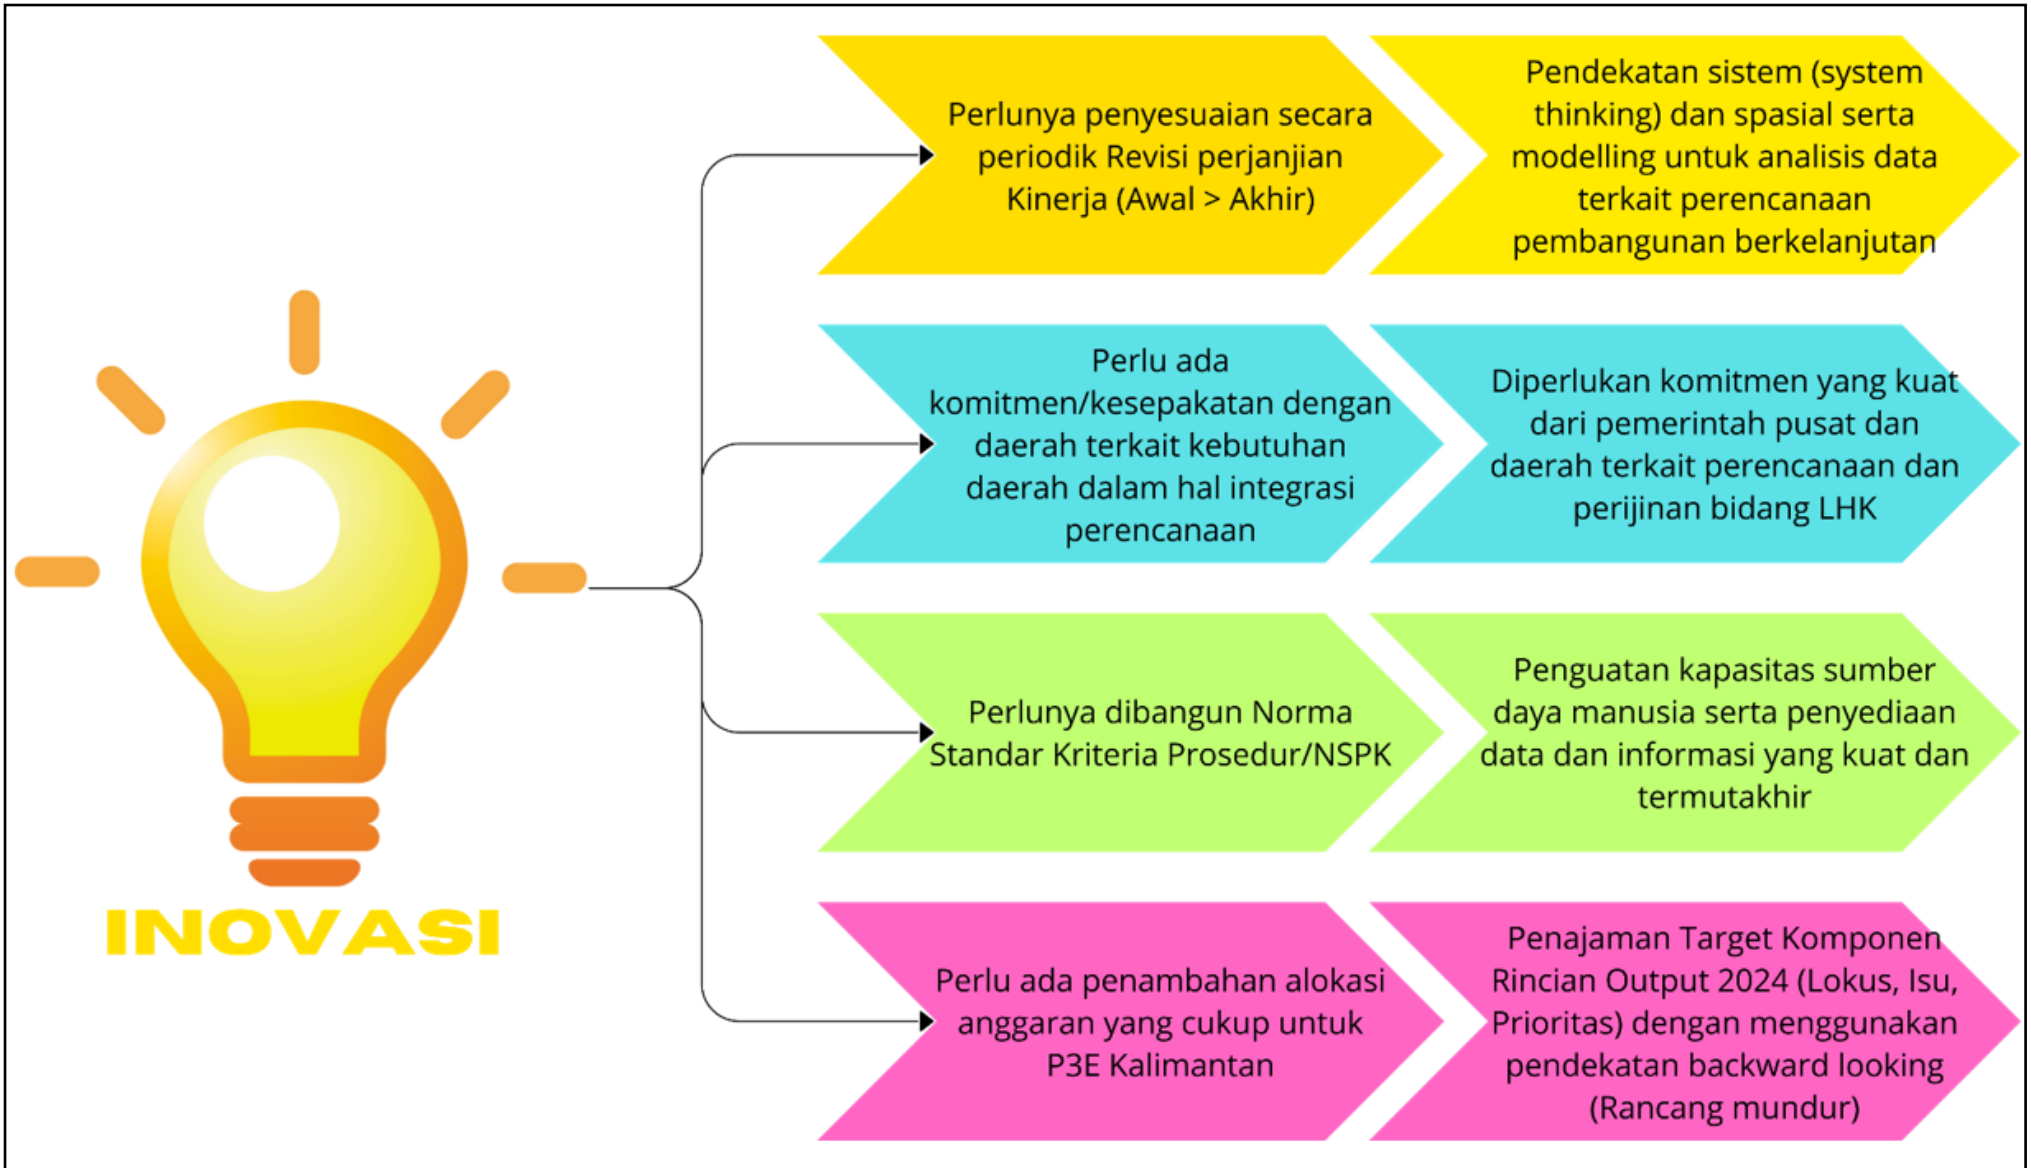 Perlunya penyesuaian secara
periodik Revisi perjanjian
Kinerja (Awal > Akhir)
Pendekatan sistem (system
thinking) dan spasial serta
modelling untuk analisis data
terkait perencanaan
pembangunan berkelanjutan
Perlu ada
komitmen/kesepakatan dengan
daerah terkait kebutuhan
daerah dalam hal integrasi
perencanaan
Diperlukan komitmen yang kuat
dari pemerintah pusat dan
daerah terkait perencanaan dan
perijinan bidang LHK
Perlunya dibangun Norma
Standar Kriteria Prosedur/NSPK
Penguatan kapasitas sumber
daya manusia serta penyediaan
data dan informasi yang kuat dan
termutakhir
INOVASI
Perlu ada penambahan alokasi
anggaran yang cukup untuk
P3E Kalimantan
Penajaman Target Komponen
Rincian Output 2024 (Lokus, Isu,
Prioritas) dengan menggunakan
pendekatan backward looking
(Rancang mundur)